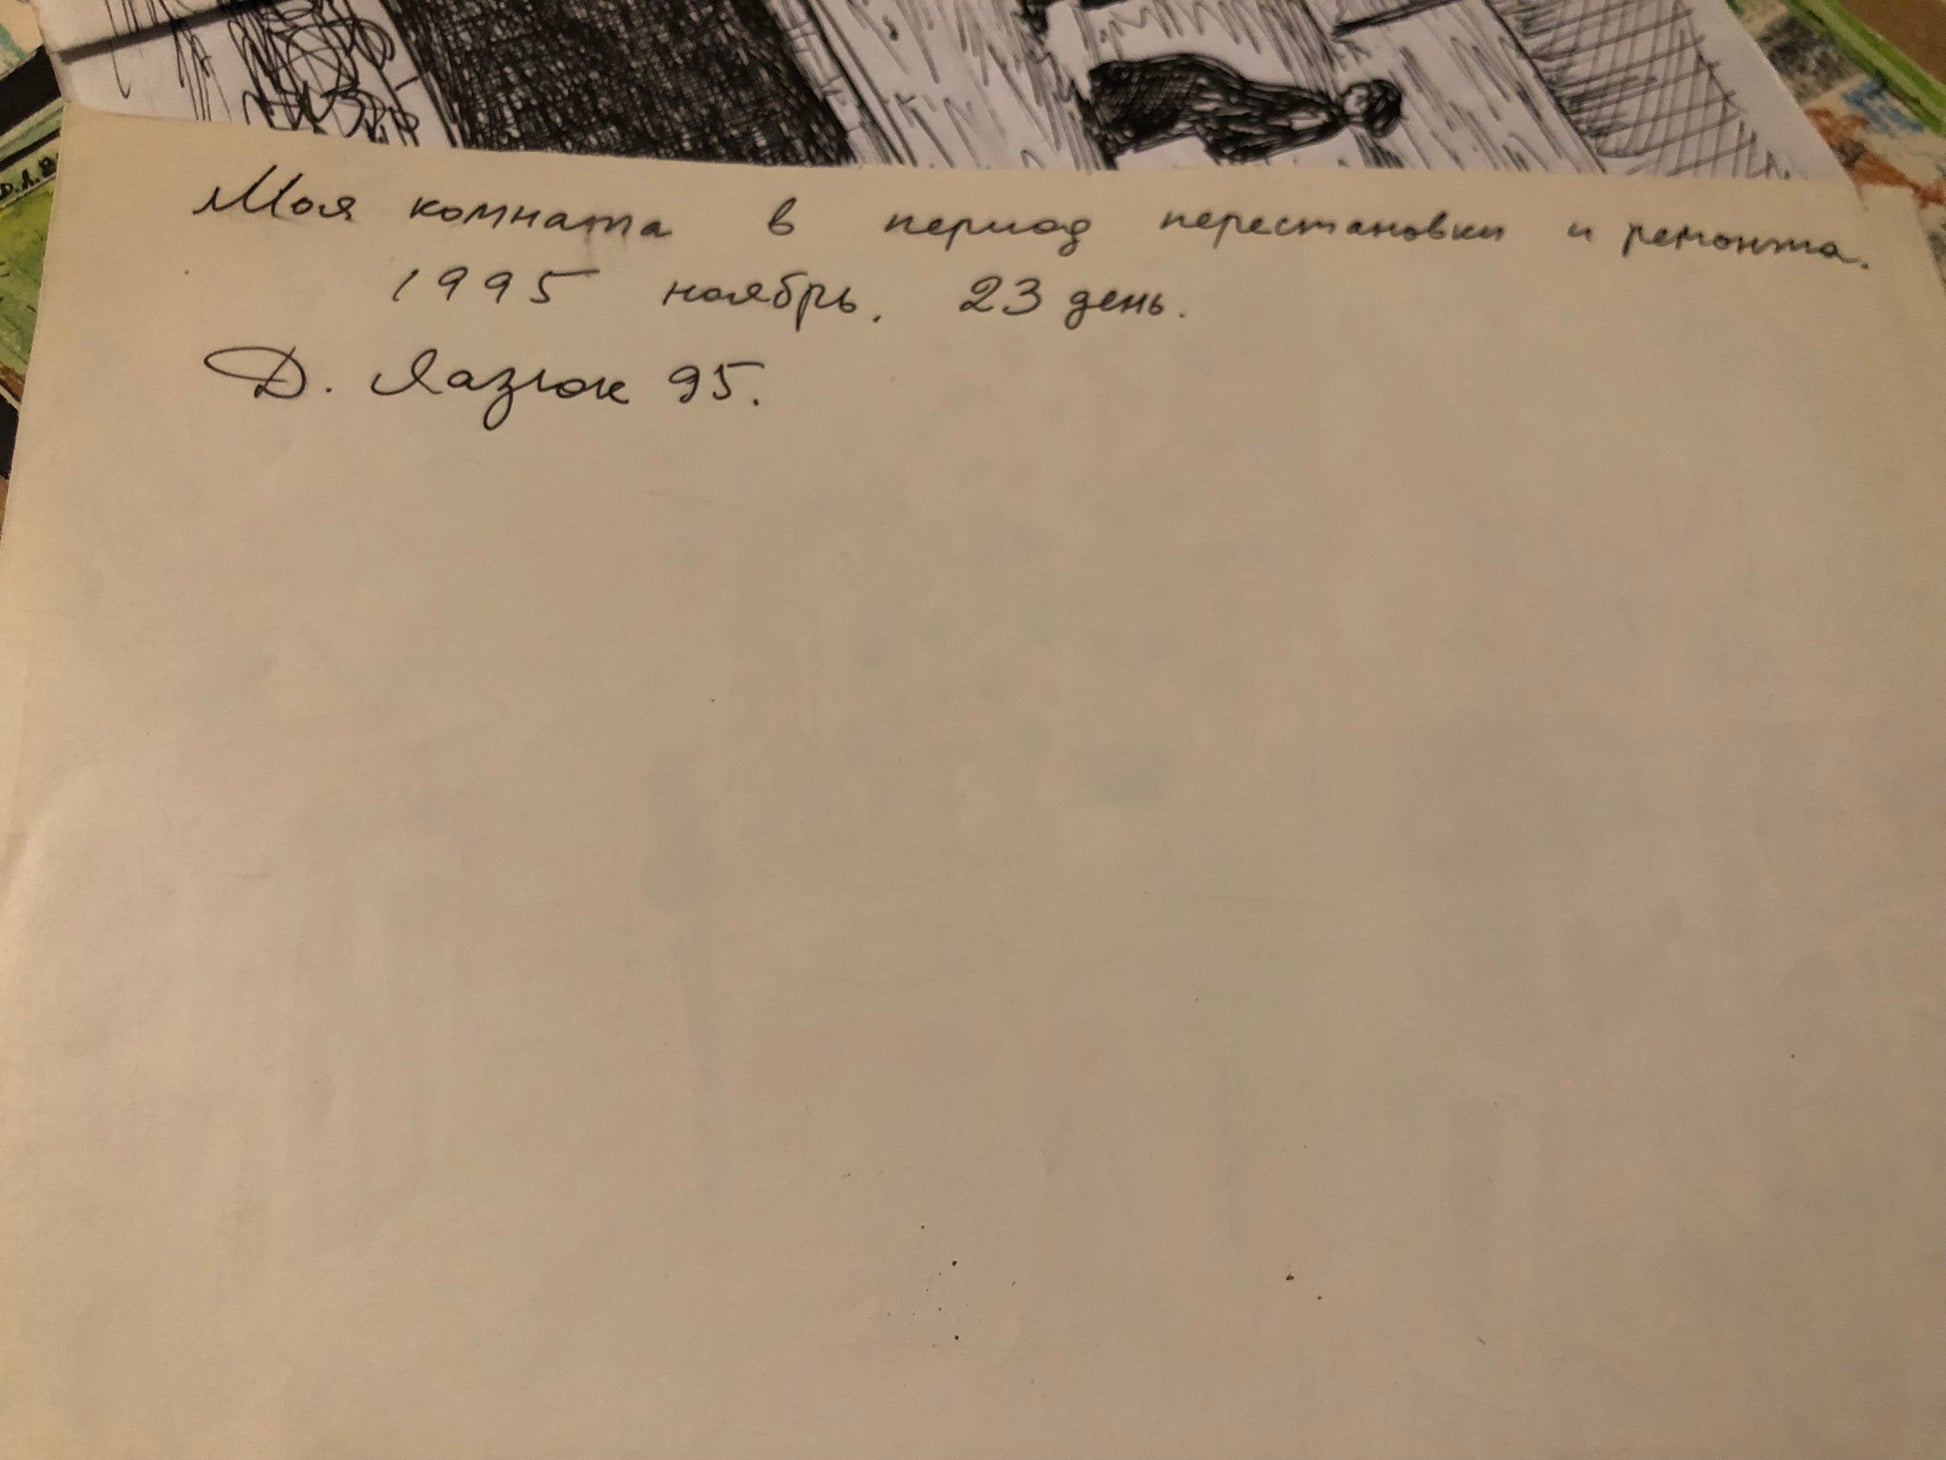 Моя комната в период перестановки и ремонта.
1995 ноябрь. 23 день.
Д. Лазюк 95.